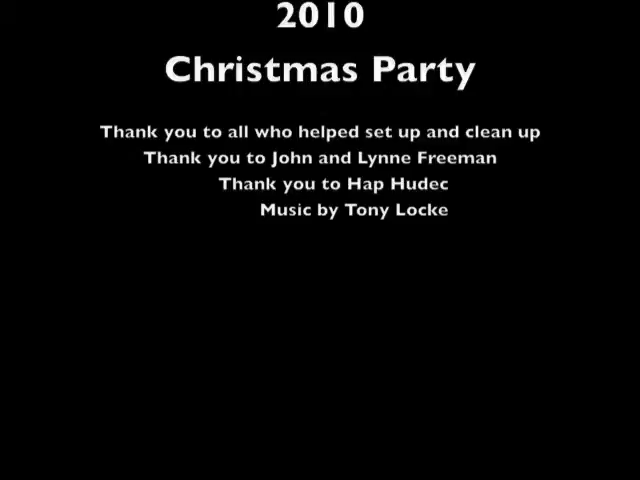 2010
Christmas Party
Thank you to all who helped set up and clean up
Thank you to John and Lynne Freeman
Thank you to Hap Hudec
Music by Tony Locke